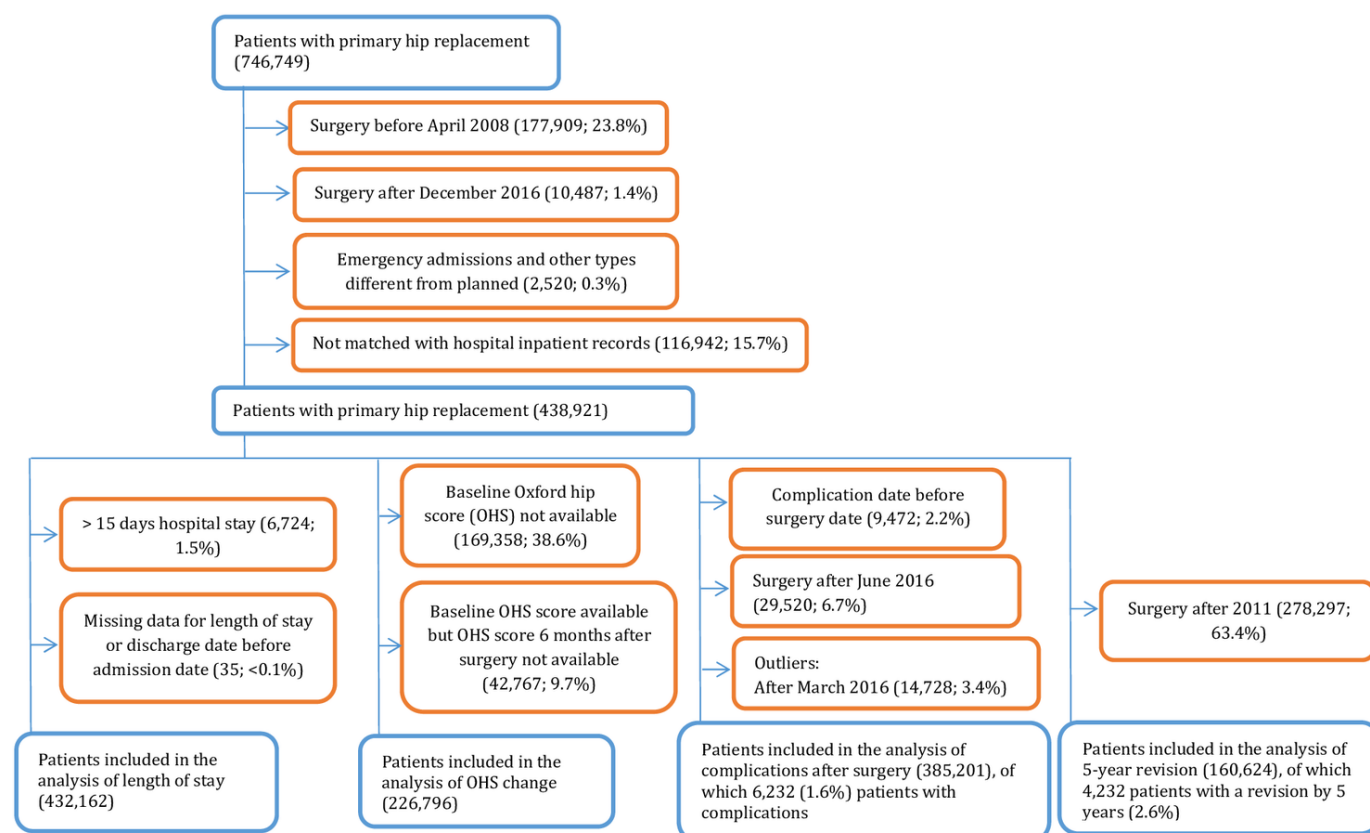 Patients with primary hip replacement
(746,749)
Surgery before April 2008 (177,909; 23.8%)
Surgery after December 2016 (10,487; 1.4%)
Emergency admissions and other types
different from planned (2,520; 0.3%)
Not matched with hospital inpatient records (116,942; 15.7%)
Patients with primary hip replacement (438,921)
> 15 days hospital stay (6,724;
1.5%)
Missing data for length of stay
or discharge date before
admission date (35; <0.1%)
Patients included in the
analysis of length of stay
(432,162)
Baseline Oxford hip
score (OHS) not available
(169,358; 38.6%)
Baseline OHS score available
but OHS score 6 months after
surgery not available
(42,767; 9.7%)
Patients included in the
analysis of OHS change
(226,796)
Complication date before
surgery date (9,472; 2.2%)
Surgery after June 2016
(29,520; 6.7%)
Outliers:
After March 2016 (14,728; 3.4%)
Patients included in the analysis of
complications after surgery (385,201), of
which 6,232 (1.6%) patients with
complications
Surgery after 2011 (278,297;
63.4%)
Patients included in the analysis of
5-year revision (160,624), of which
4,232 patients with a revision by 5
years (2.6%)